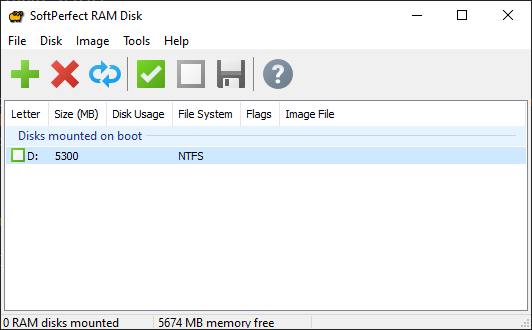 SoftPerfect RAM Disk
File Disk Image Tools Help
?
Letter Size (MB) Disk Usage File System Flags Image File
Disks mounted on boot
D: 5300 NTFS
0 RAM disks mounted 5674 MB memory free